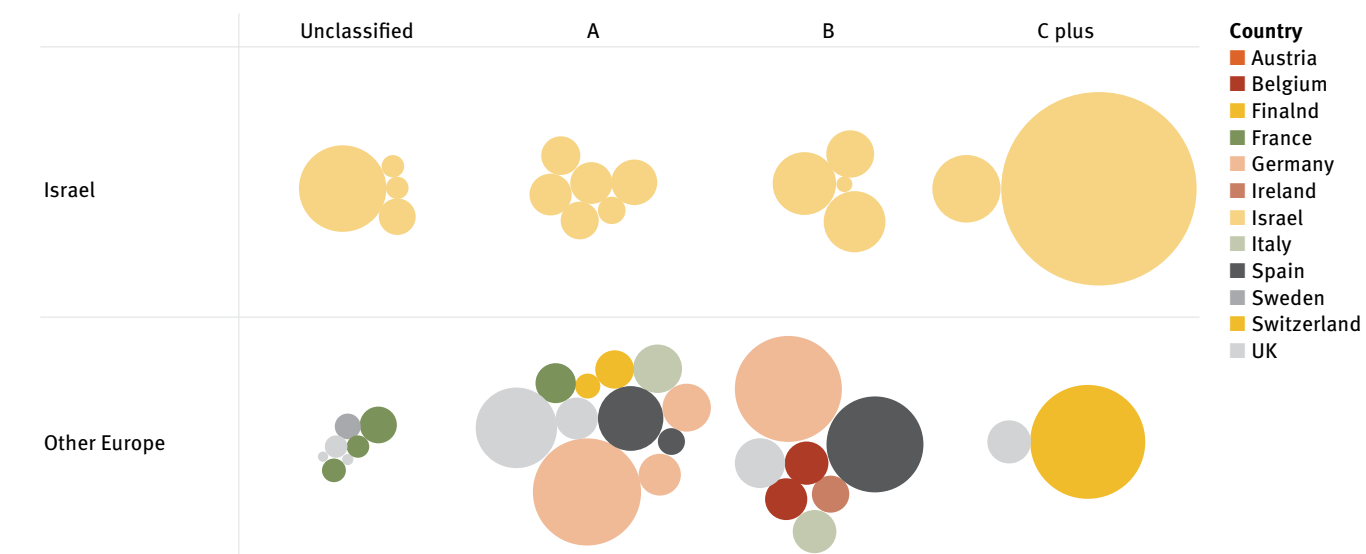 Unclassified
A
B
C plus
Country
Austria
Belgium
Finalnd
France
Germany
Ireland
Israel
Italy
Spain
Sweden
Switzerland
UK
Israel
Other Europe